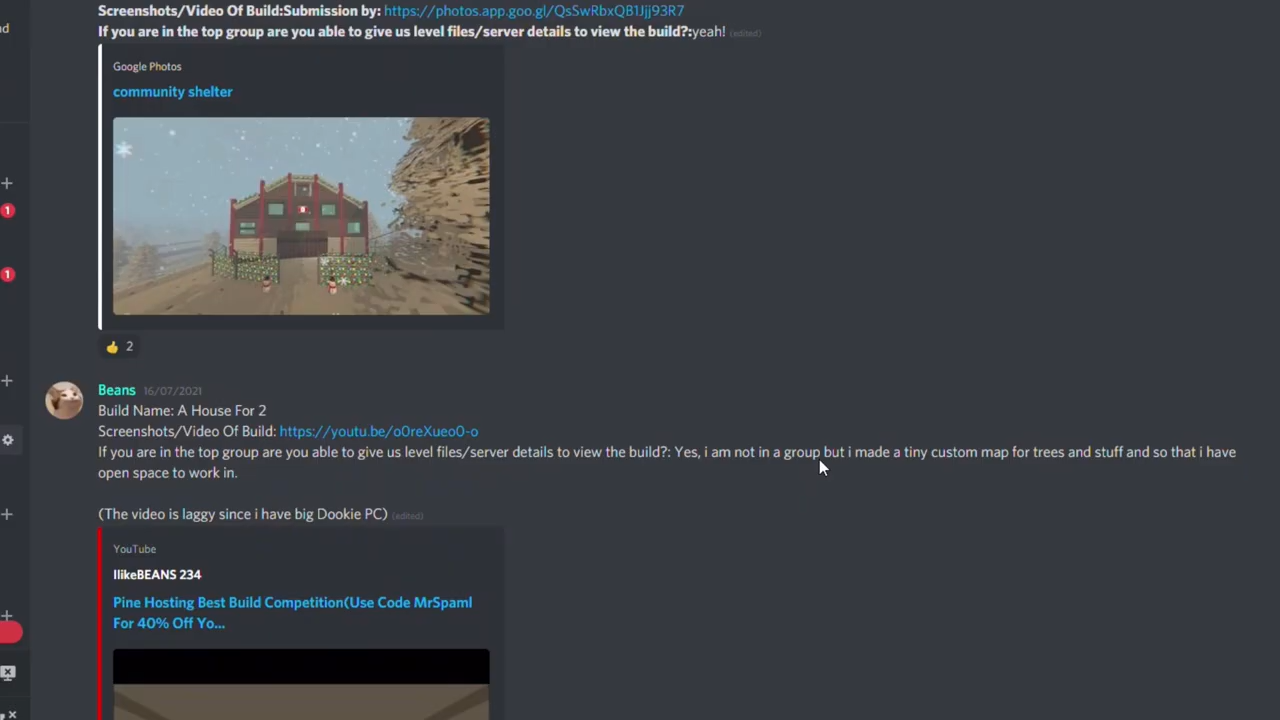 Screenshots/Video Of Build:Submission by: https://photos.app.goo.gl/QsSwRbxQB1Jjj93R7
If you are in the top group are you able to give us level files/server details to view the build?:yeah! (edited)
Google Photos
community shelter
👍 2
Beans 16/07/2021
Build Name: A House For 2
Screenshots/Video Of Build: https://youtu.be/o0reXueo0-o
If you are in the top group are you able to give us level files/server details to view the build?: Yes, i am not in a group but i made a tiny custom map for trees and stuff and so that i have
open space to work in.
(The video is laggy since i have big Dookie PC) (edited)
YouTube
IlikeBEANS 234
Pine Hosting Best Build Competition(Use Code MrSpaml
For 40% Off Yo...
1
1